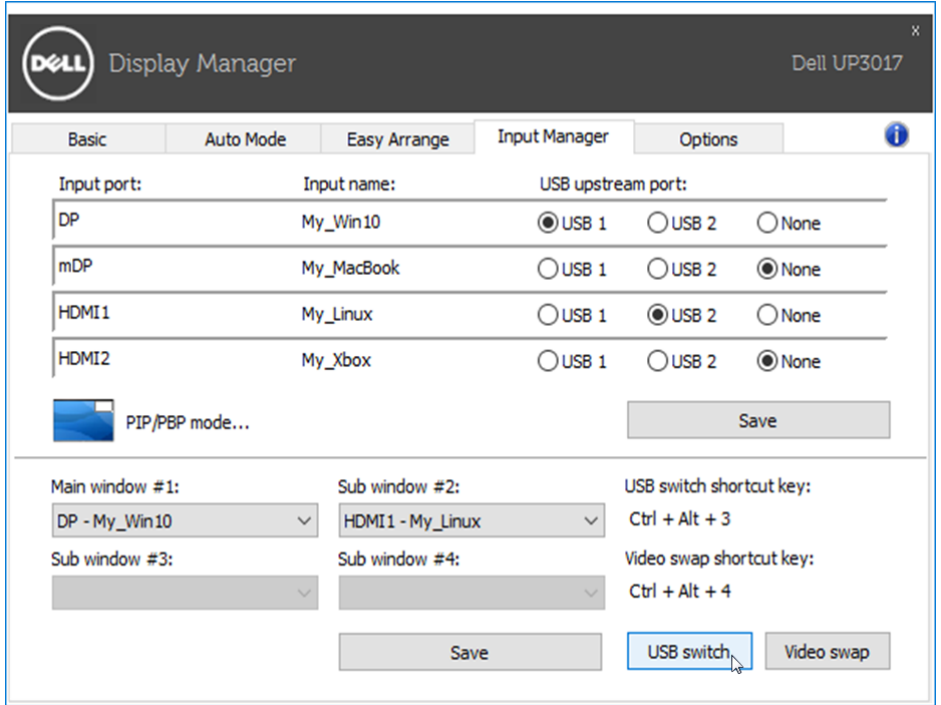 x
DELL Display Manager Dell UP3017
Basic Auto Mode Easy Arrange Input Manager Options i
Input port: Input name: USB upstream port:
DP My_Win10 USB 1 USB 2 None
mDP My_MacBook USB 1 USB 2 None
HDMI1 My_Linux USB 1 USB 2 None
HDMI2 My_Xbox USB 1 USB 2 None
PIP/PBP mode... Save
Main window #1: Sub window #2: USB switch shortcut key:
DP - My_Win10 HDMI1 - My_Linux Ctrl + Alt + 3
Sub window #3: Sub window #4: Video swap shortcut key:
Ctrl + Alt + 4
Save USB switch Video swap